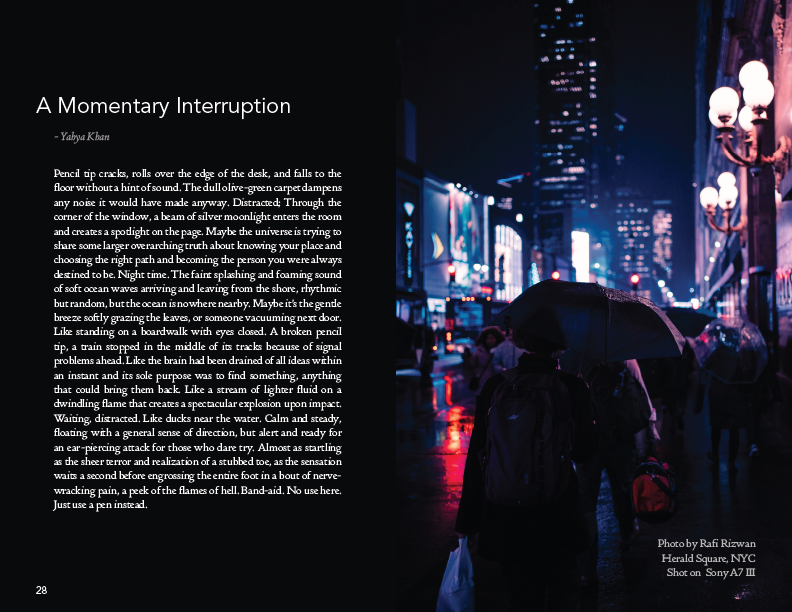 A Momentary Interruption
- Yahya Khan
Pencil tip cracks, rolls over the edge of the desk, and falls to the
floor without a hint of sound. The dull olive-green carpet dampens
any noise it would have made anyway. Distracted; Through the
corner of the window, a beam of silver moonlight enters the room
and creates a spotlight on the page. Maybe the universe is trying to
share some larger overarching truth about knowing your place and
choosing the right path and becoming the person you were always
destined to be. Night time. The faint splashing and foaming sound
of soft ocean waves arriving and leaving from the shore, rhythmic
but random, but the ocean is nowhere nearby. Maybe it's the gentle
breeze softly grazing the leaves, or someone vacuuming next door.
Like standing on a boardwalk with eyes closed. A broken pencil
tip, a train stopped in the middle of its tracks because of signal
problems ahead. Like the brain had been drained of all ideas within
an instant and its sole purpose was to find something, anything
that could bring them back. Like a stream of lighter fluid on a
dwindling flame that creates a spectacular explosion upon impact.
Waiting, distracted. Like ducks near the water. Calm and steady,
floating with a general sense of direction, but alert and ready for
an ear-piercing attack for those who dare try. Almost as startling
as the sheer terror and realization of a stubbed toe, as the sensation
waits a second before engrossing the entire foot in a bout of nerve-
wracking pain, a peek of the flames of hell. Band-aid. No use here.
Just use a pen instead.
Photo by Rafi Rizwan
Herald Square, NYC
Shot on Sony A7 III
28